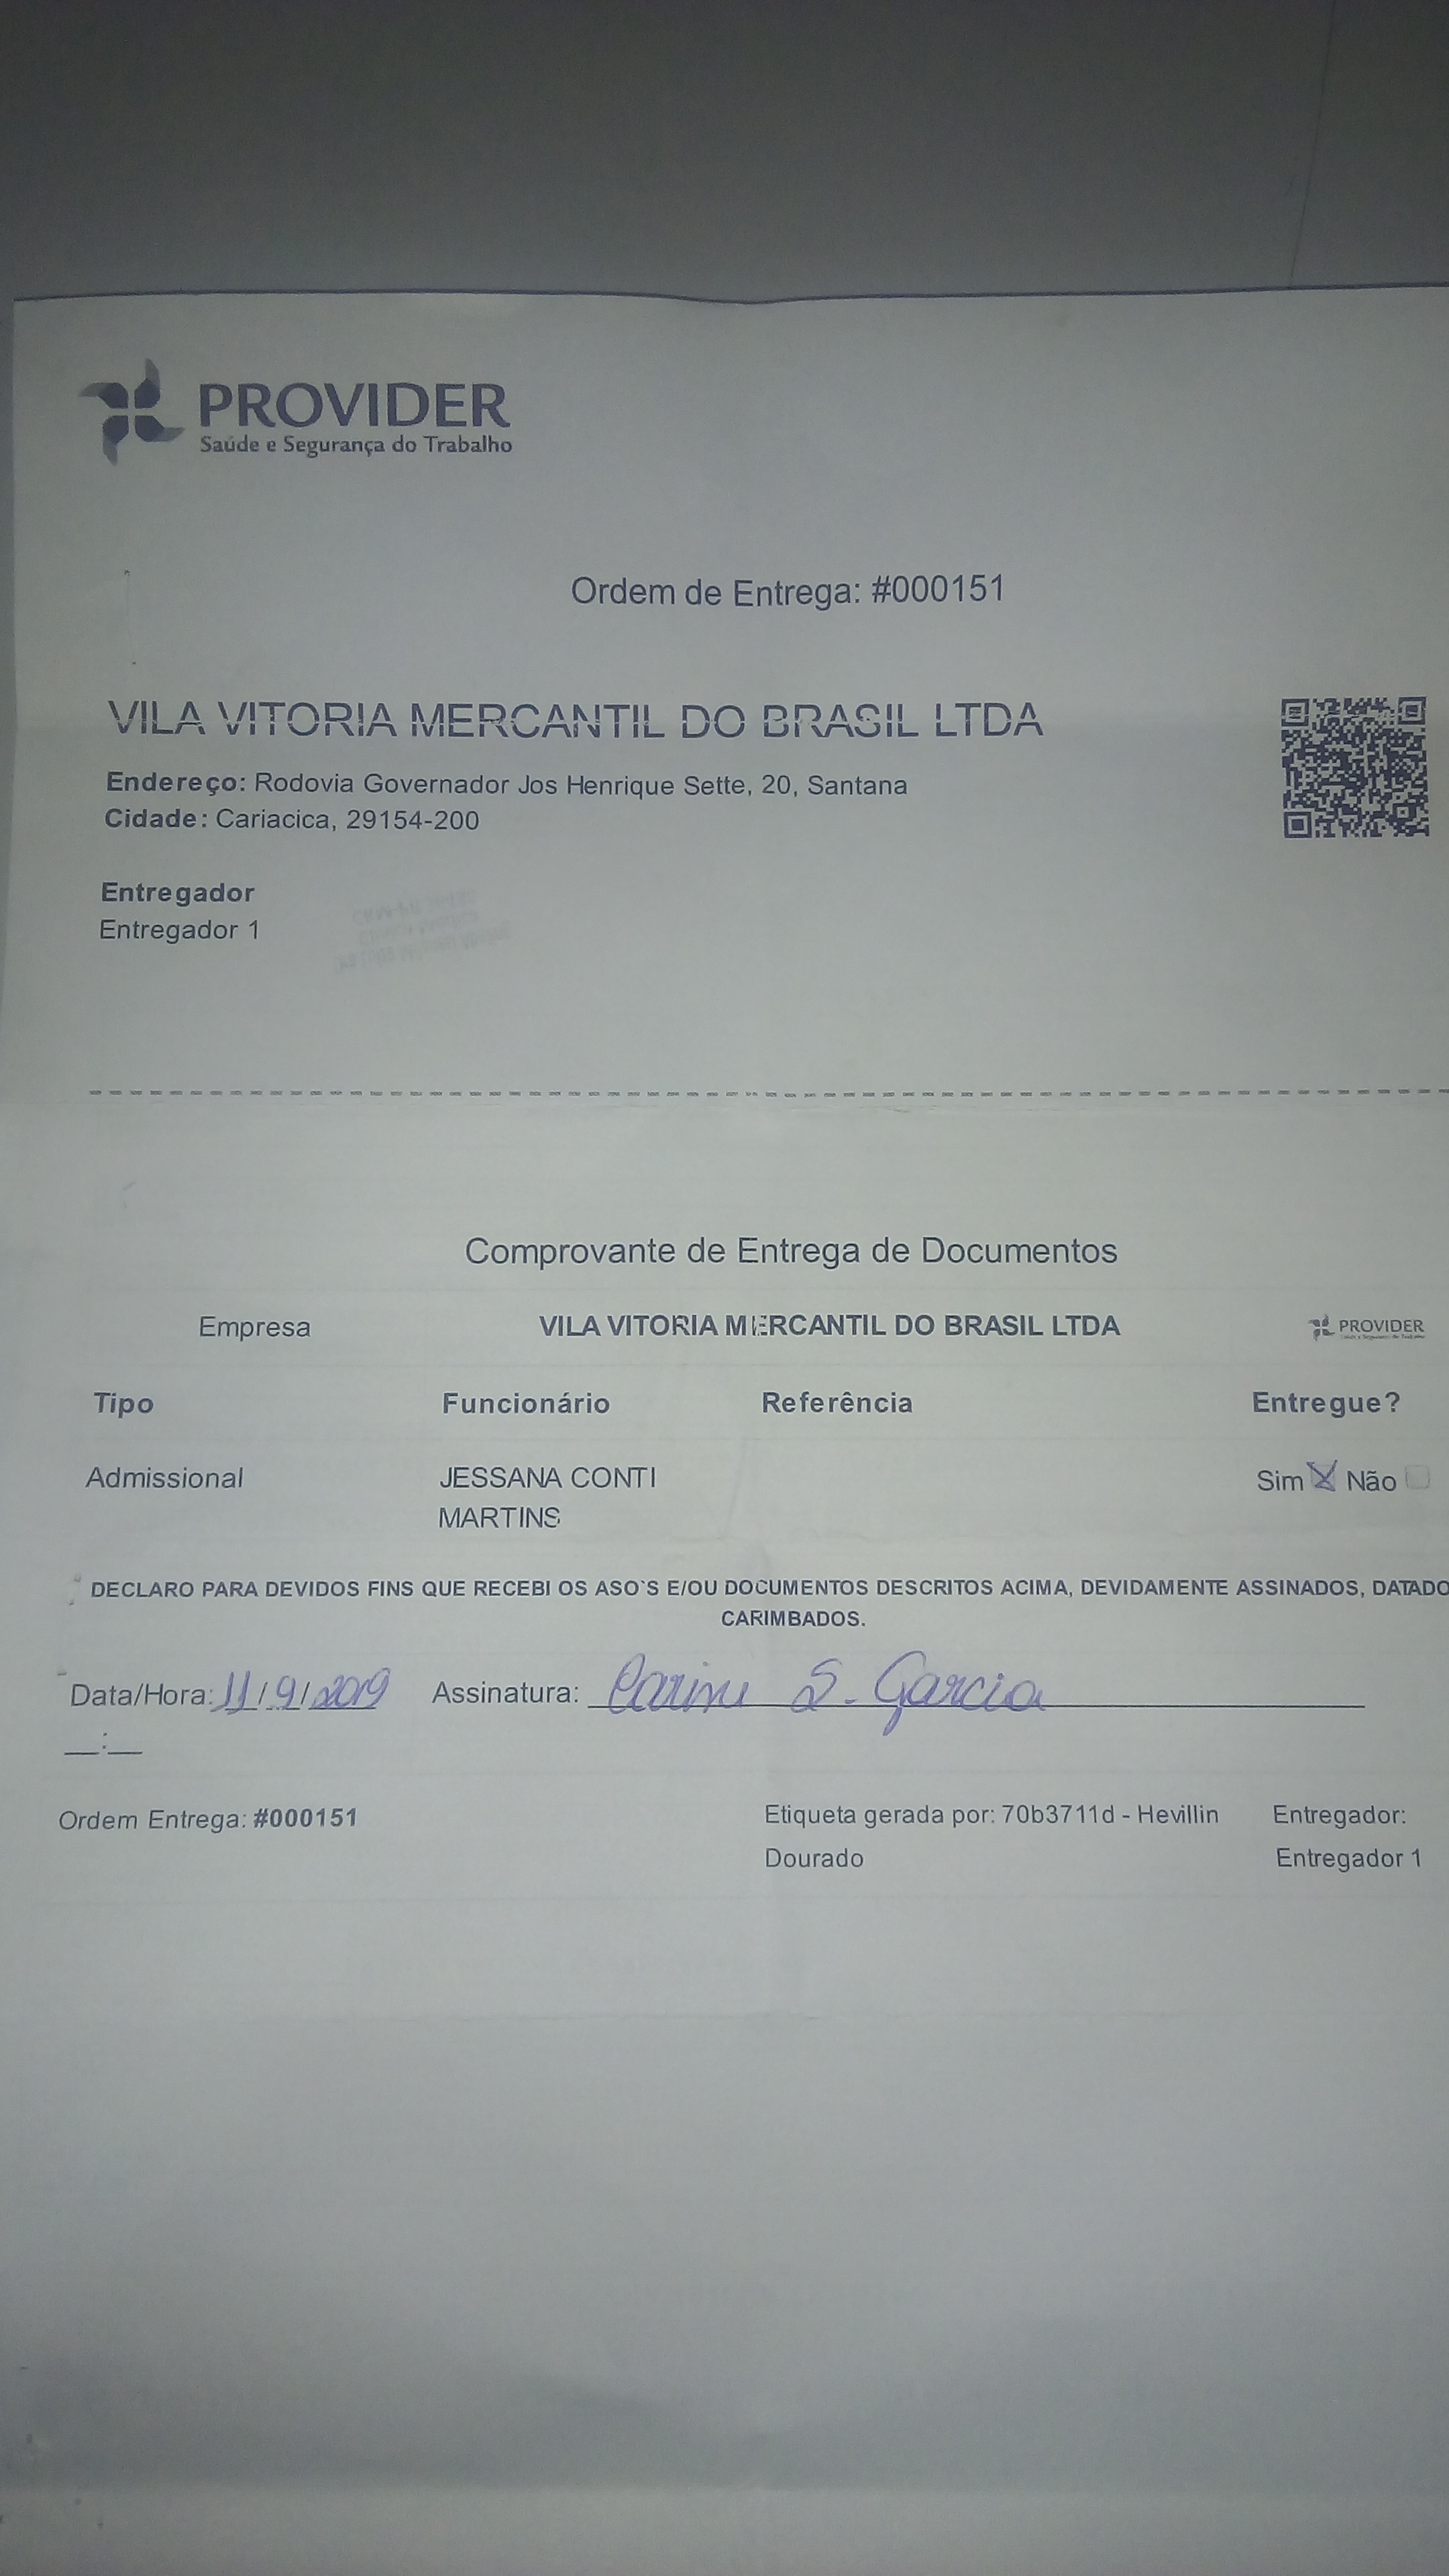 PROVIDER
Saúde e Segurança do Trabalho
Ordem de Entrega: #000151
VILA VITORIA MERCANTIL DO BRASIL LTDA
Endereço: Rodovia Governador Jos Henrique Sette, 20, Santana
Cidade: Cariacica, 29154-200
Entregador
Entregador 1
Comprovante de Entrega de Documentos
Empresa VILA VITORIA MERCANTIL DO BRASIL LTDA PROVIDER
Tipo Funcionário Referência Entregue?
Admissional JESSANA CONTI Sim Não
MARTINS
DECLARO PARA DEVIDOS FINS QUE RECEBI OS ASO`S E/OU DOCUMENTOS DESCRITOS ACIMA, DEVIDAMENTE ASSINADOS, DATADO
CARIMBADOS.
Data/Hora: 11/9/2019 Assinatura: Carine S. Garcia
__:__
Ordem Entrega: #000151 Etiqueta gerada por: 70b3711d - Hevillin Entregador:
Dourado Entregador 1